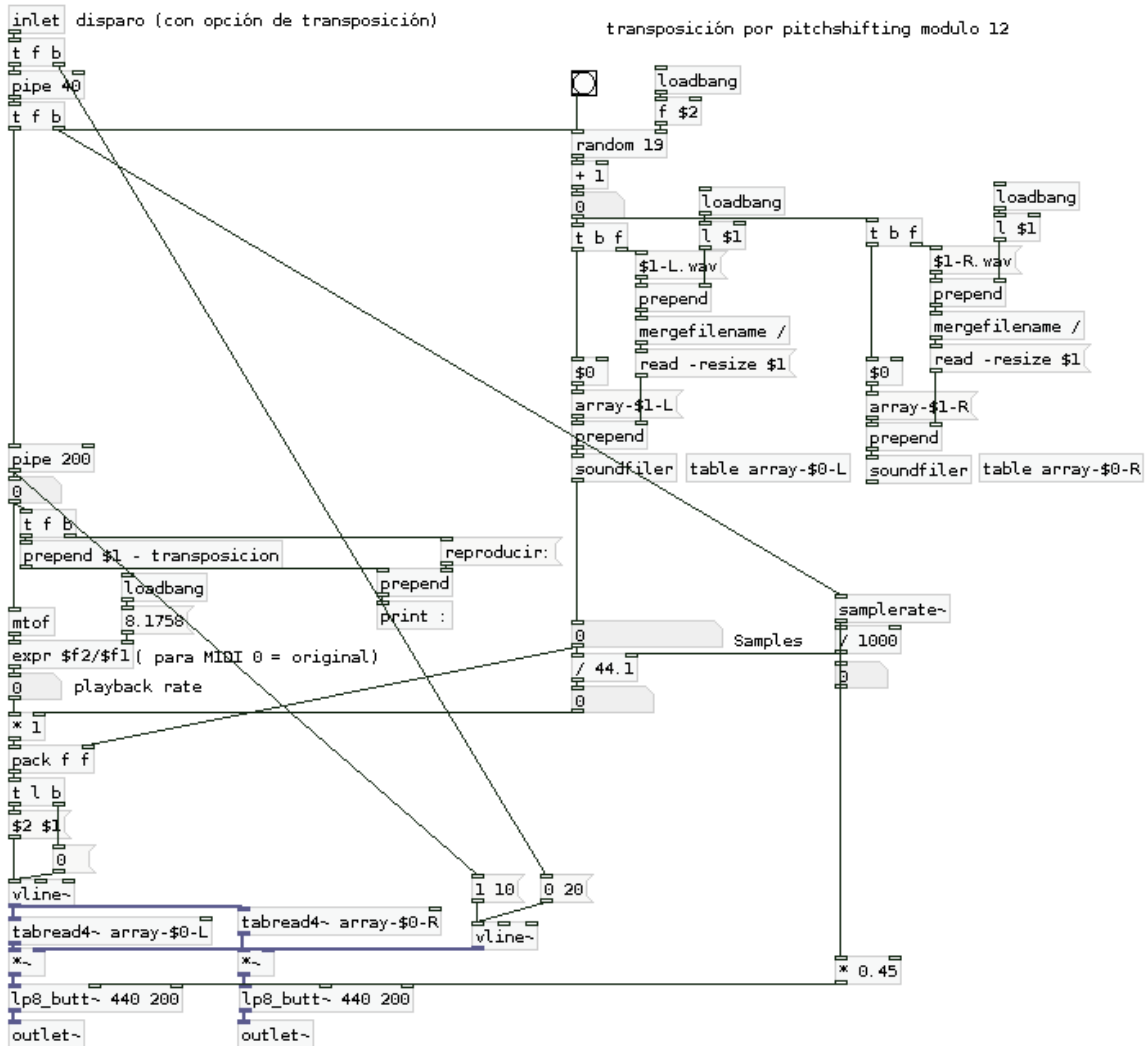 inlet disparo (con opción de transposición)
transposición por pitchshifting modulo 12
t f b
pipe 40
loadbang
t f b
f $2
random 19
+ 1
loadbang
loadbang
0
t b f
l $1
t b f
l $1
$1-L.wav
$1-R.wav
prepend
prepend
mergefilename /
mergefilename /
read -resize $1
read -resize $1
$0
$0
array-$1-L
array-$1-R
prepend
prepend
pipe 200
soundfiler table array-$0-L
soundfiler table array-$0-R
0
t f b
prepend $1 - transposicion
reproducir:
loadbang
prepend
8.1758
print :
samplerate~
mtof
0 Samples
/ 1000
expr $f2/$f1 ( para MIDI 0 = original)
/ 44.1
0
0 playback rate
0
* 1
pack f f
t l b
$2 $1
0
1 10
0 20
vline~
tabread4~ array-$0-L
tabread4~ array-$0-R
vline~
*~
*~
* 0.45
lp8_butt~ 440 200
lp8_butt~ 440 200
outlet~
outlet~